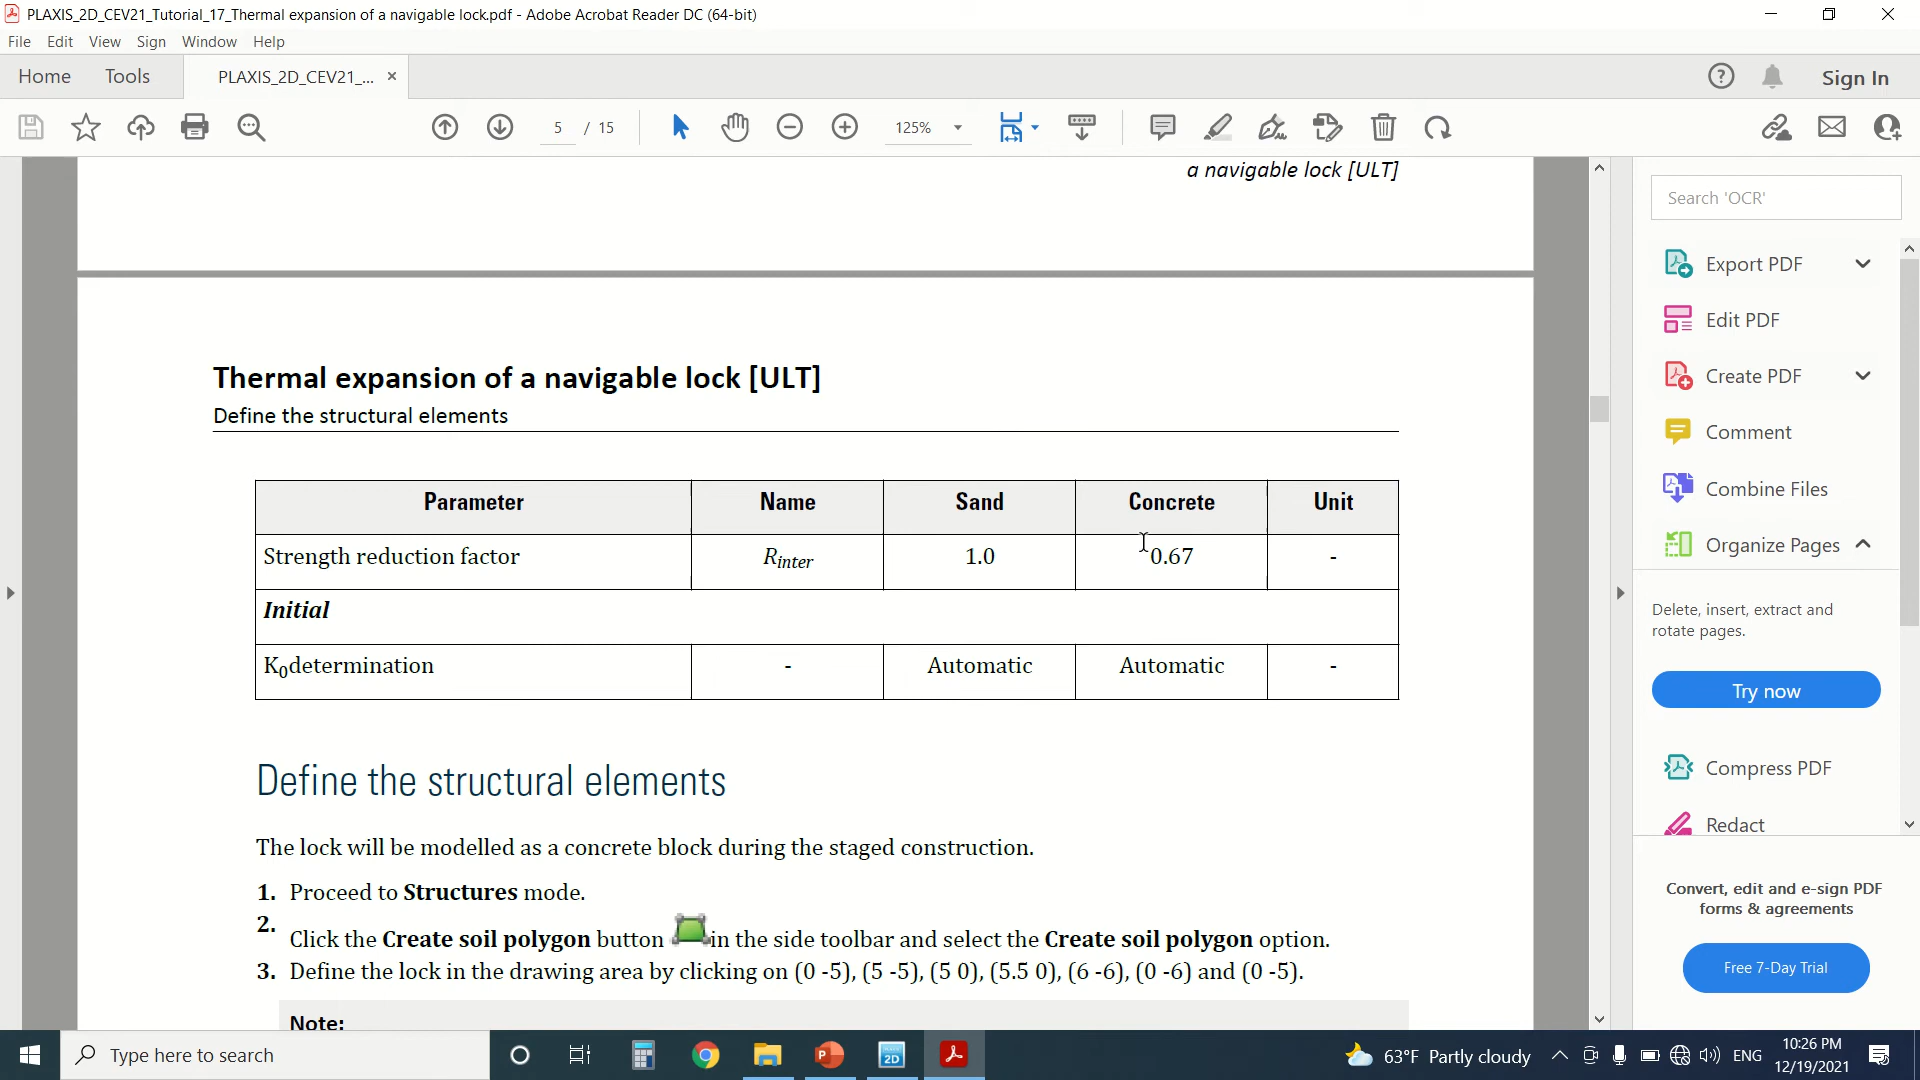 PLAXIS_2D_CEV21_Tutorial_17_Thermal expansion of a navigable lock.pdf - Adobe Acrobat Reader DC (64-bit)
File Edit View Sign Window Help
Home Tools PLAXIS_2D_CEV21_... × Sign In
5 / 15 125%
a navigable lock [ULT]
Thermal expansion of a navigable lock [ULT]
Define the structural elements
Parameter Name Sand Concrete Unit
Strength reduction factor Rinter 1.0 0.67 -
Initial
K0determination - Automatic Automatic -
Define the structural elements
The lock will be modelled as a concrete block during the staged construction.
1. Proceed to Structures mode.
2. Click the Create soil polygon button in the side toolbar and select the Create soil polygon option.
3. Define the lock in the drawing area by clicking on (0 -5), (5 -5), (5 0), (5.5 0), (6 -6), (0 -6) and (0 -5).
Note:
Search 'OCR'
Export PDF
Edit PDF
Create PDF
Comment
Combine Files
Organize Pages
Delete, insert, extract and
rotate pages.
Try now
Compress PDF
Redact
Convert, edit and e-sign PDF
forms & agreements
Free 7-Day Trial
Type here to search
2D
63°F Partly cloudy
ENG
10:26 PM
12/19/2021